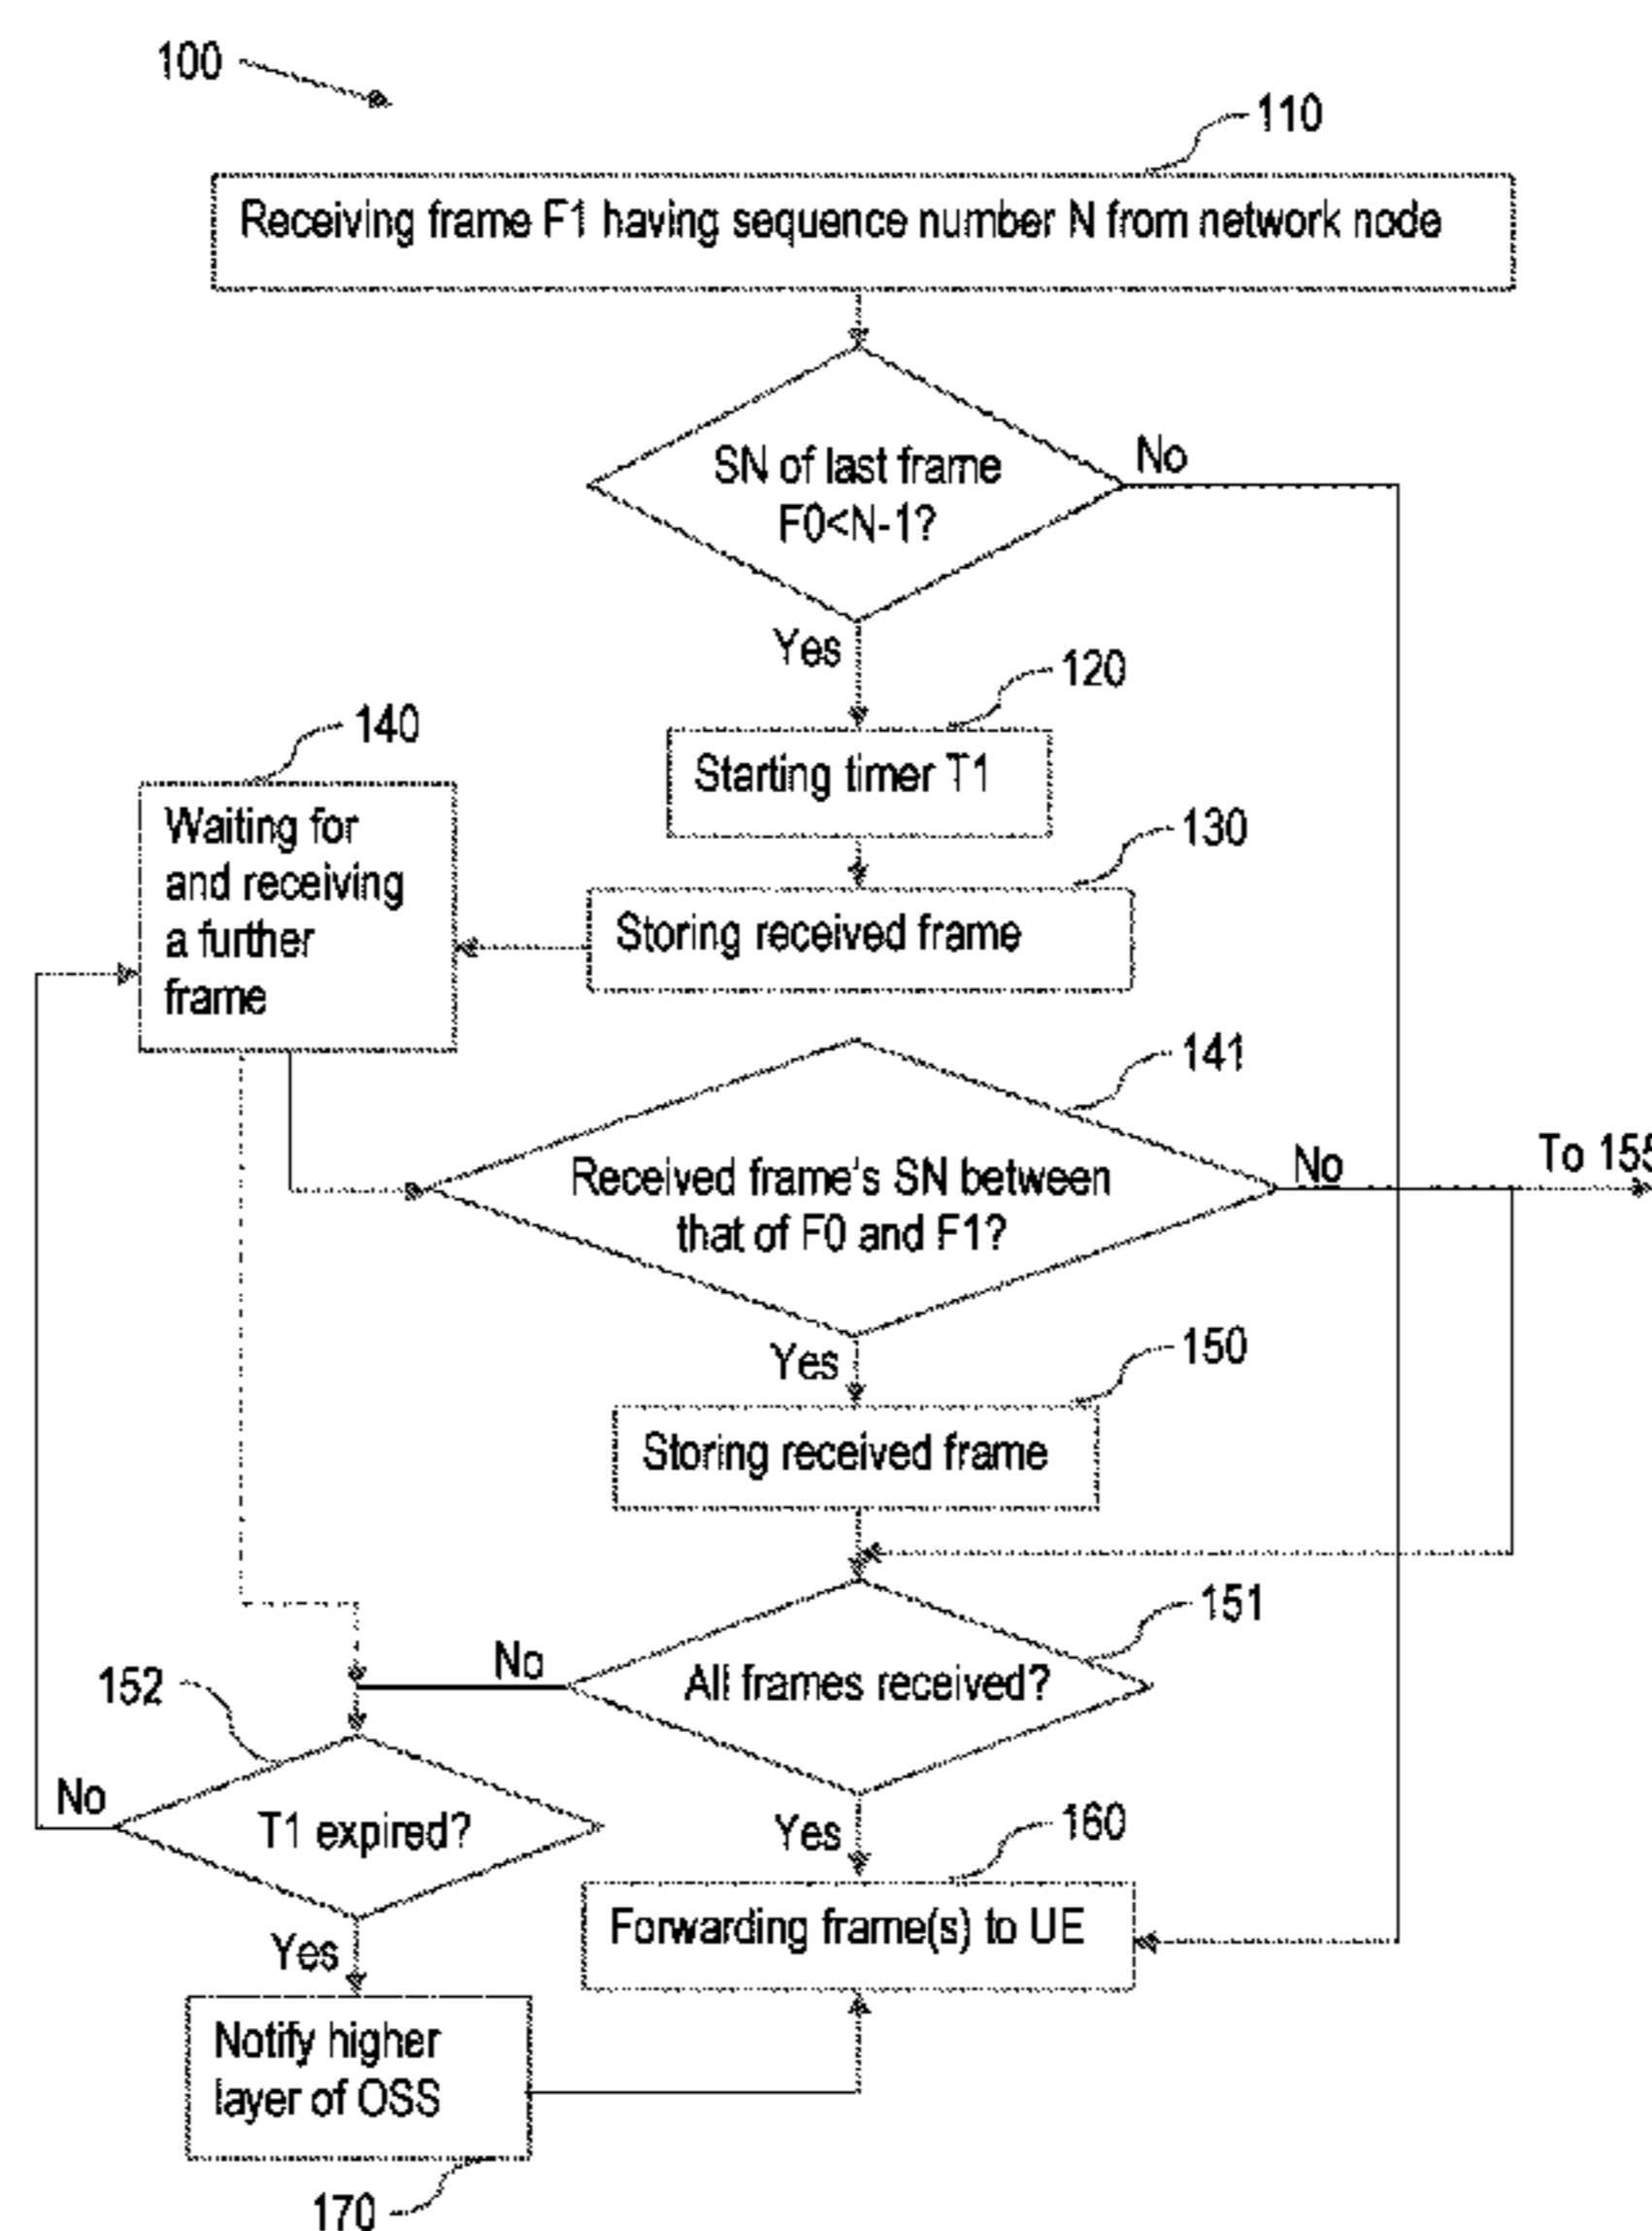 100
110
Receiving frame F1 having sequence number N from network node
SN of last frame
F0<N-1?
No
Yes
120
Starting timer T1
140
Waiting for
and receiving
a further
frame
130
Storing received frame
141
Received frame's SN between
that of F0 and F1?
No
To 155
Yes
150
Storing received frame
151
All frames received?
No
152
T1 expired?
No
Yes
160
Forwarding frame(s) to UE
Yes
Notify higher
layer of OSS
170